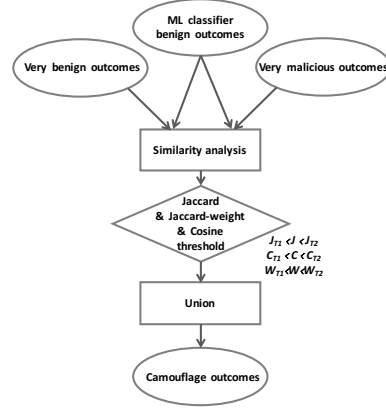 ML classifier
benign outcomes
Very benign outcomes
Very malicious outcomes
Similarity analysis
Jaccard
& Jaccard-weight
& Cosine
threshold
J_T1 <J <J_T2
C_T1 <C <C_T2
W_T1<W<W_T2
Union
Camouflage outcomes